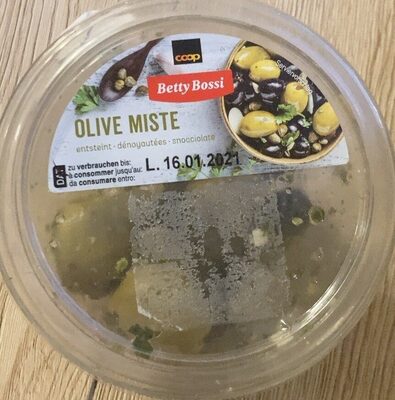 coop
Betty Bossi
OLIVE MISTE
entsteint · dénoyautées · snocciolate
zu verbrauchen bis:
à consommer jusqu'au:
da consumare entro:
L. 16.01.2021